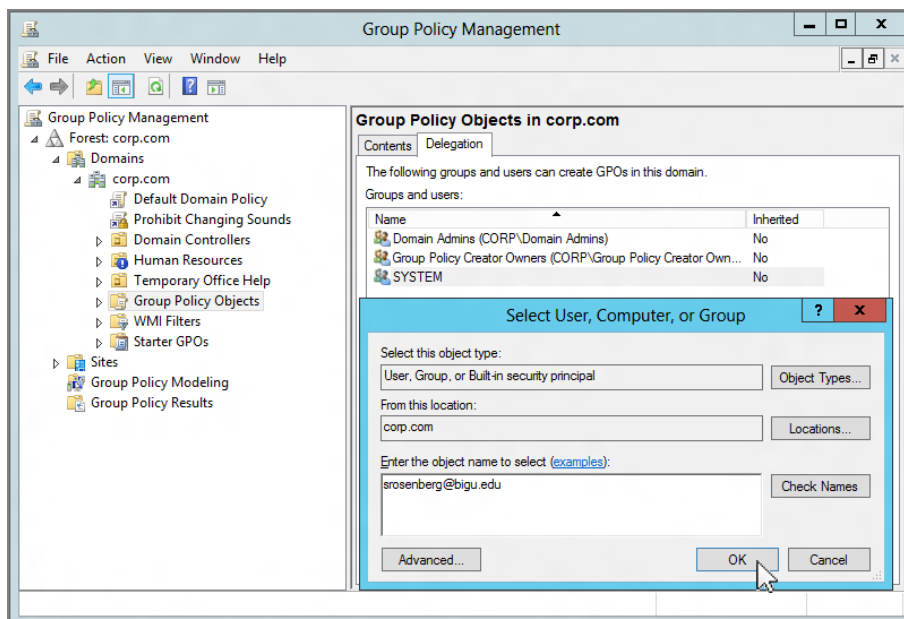 Group Policy Management
File Action View Window Help
Group Policy Management
Forest: corp.com
Domains
corp.com
Default Domain Policy
Prohibit Changing Sounds
Domain Controllers
Human Resources
Temporary Office Help
Group Policy Objects
WMI Filters
Starter GPOs
Sites
Group Policy Modeling
Group Policy Results
Group Policy Objects in corp.com
Contents Delegation
The following groups and users can create GPOs in this domain.
Groups and users:
Name Inherited
Domain Admins (CORP\Domain Admins) No
Group Policy Creator Owners (CORP\Group Policy Creator Own... No
SYSTEM No
Select User, Computer, or Group
Select this object type:
User, Group, or Built-in security principal Object Types...
From this location:
corp.com Locations...
Enter the object name to select (examples):
srosenberg@bigu.edu Check Names
Advanced... OK Cancel